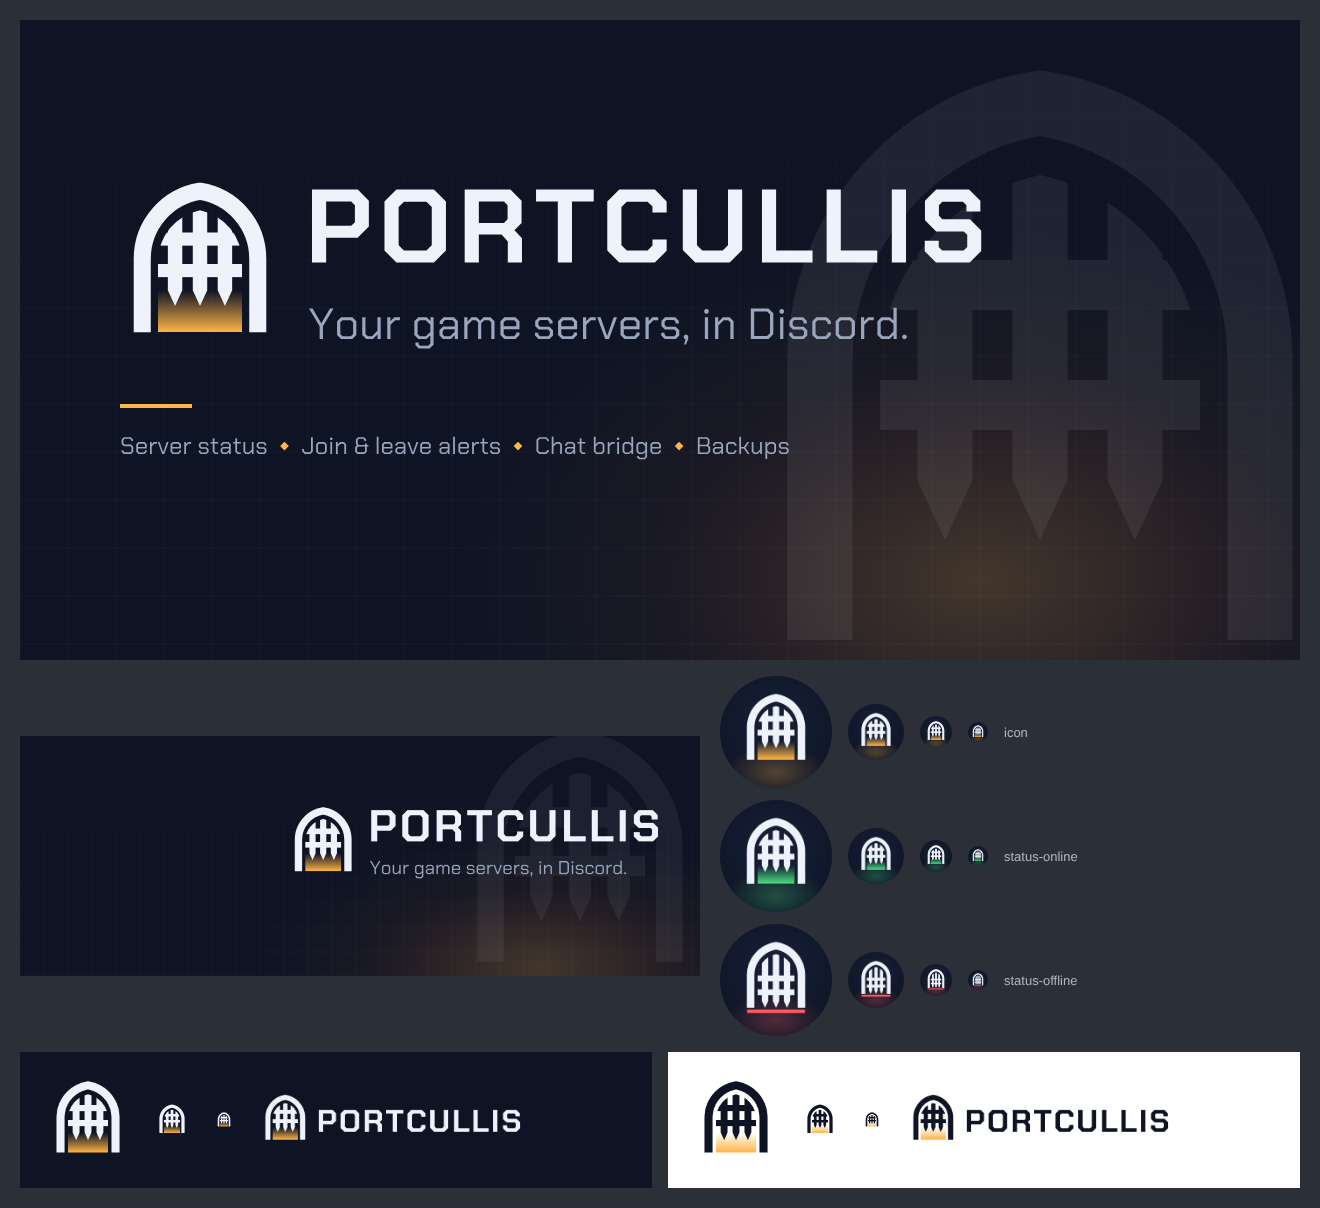 PORTCULLIS
Your game servers, in Discord.
Server status ◆ Join & leave alerts ◆ Chat bridge ◆ Backups
PORTCULLIS
Your game servers, in Discord.
icon
status-online
status-offline
PORTCULLIS
PORTCULLIS